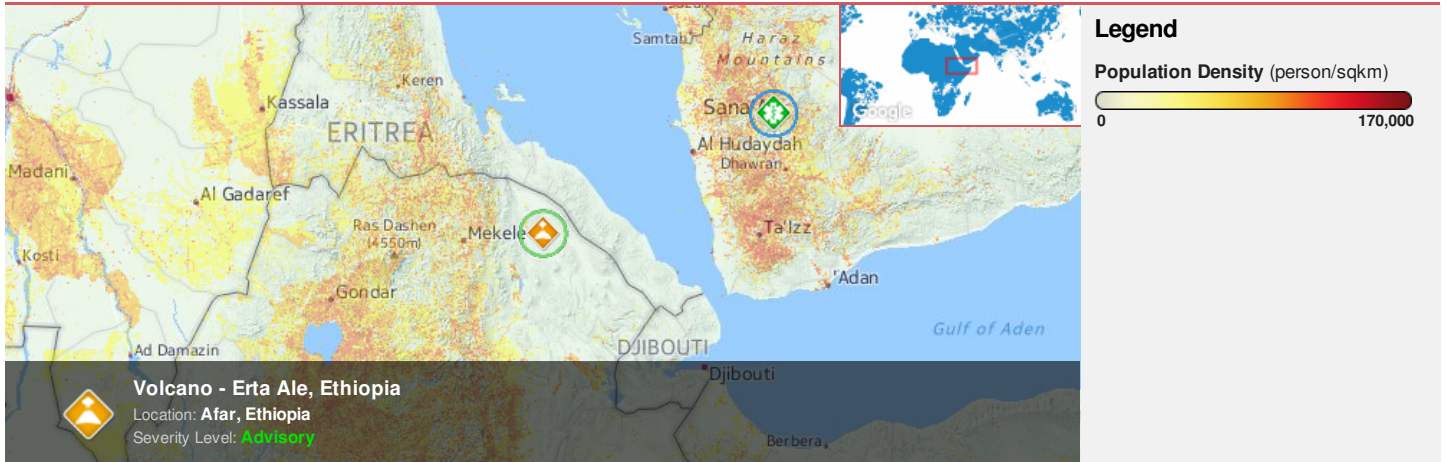 Samtah
Haraz
Mountains
Keren
Kassala
Sana
ERITREA
Al Hudaydah
Dhawran
Madani
Al Gadaref
Ras Dashen
(4550m)
Mekele
Ta'Izz
Kosti
'Adan
Gondar
Gulf of Aden
Ad Damazin
DJIBOUTI
Djibouti
Berbera
Google
Volcano - Erta Ale, Ethiopia
Location: Afar, Ethiopia
Severity Level: Advisory
Legend
Population Density (person/sqkm)
0 170,000